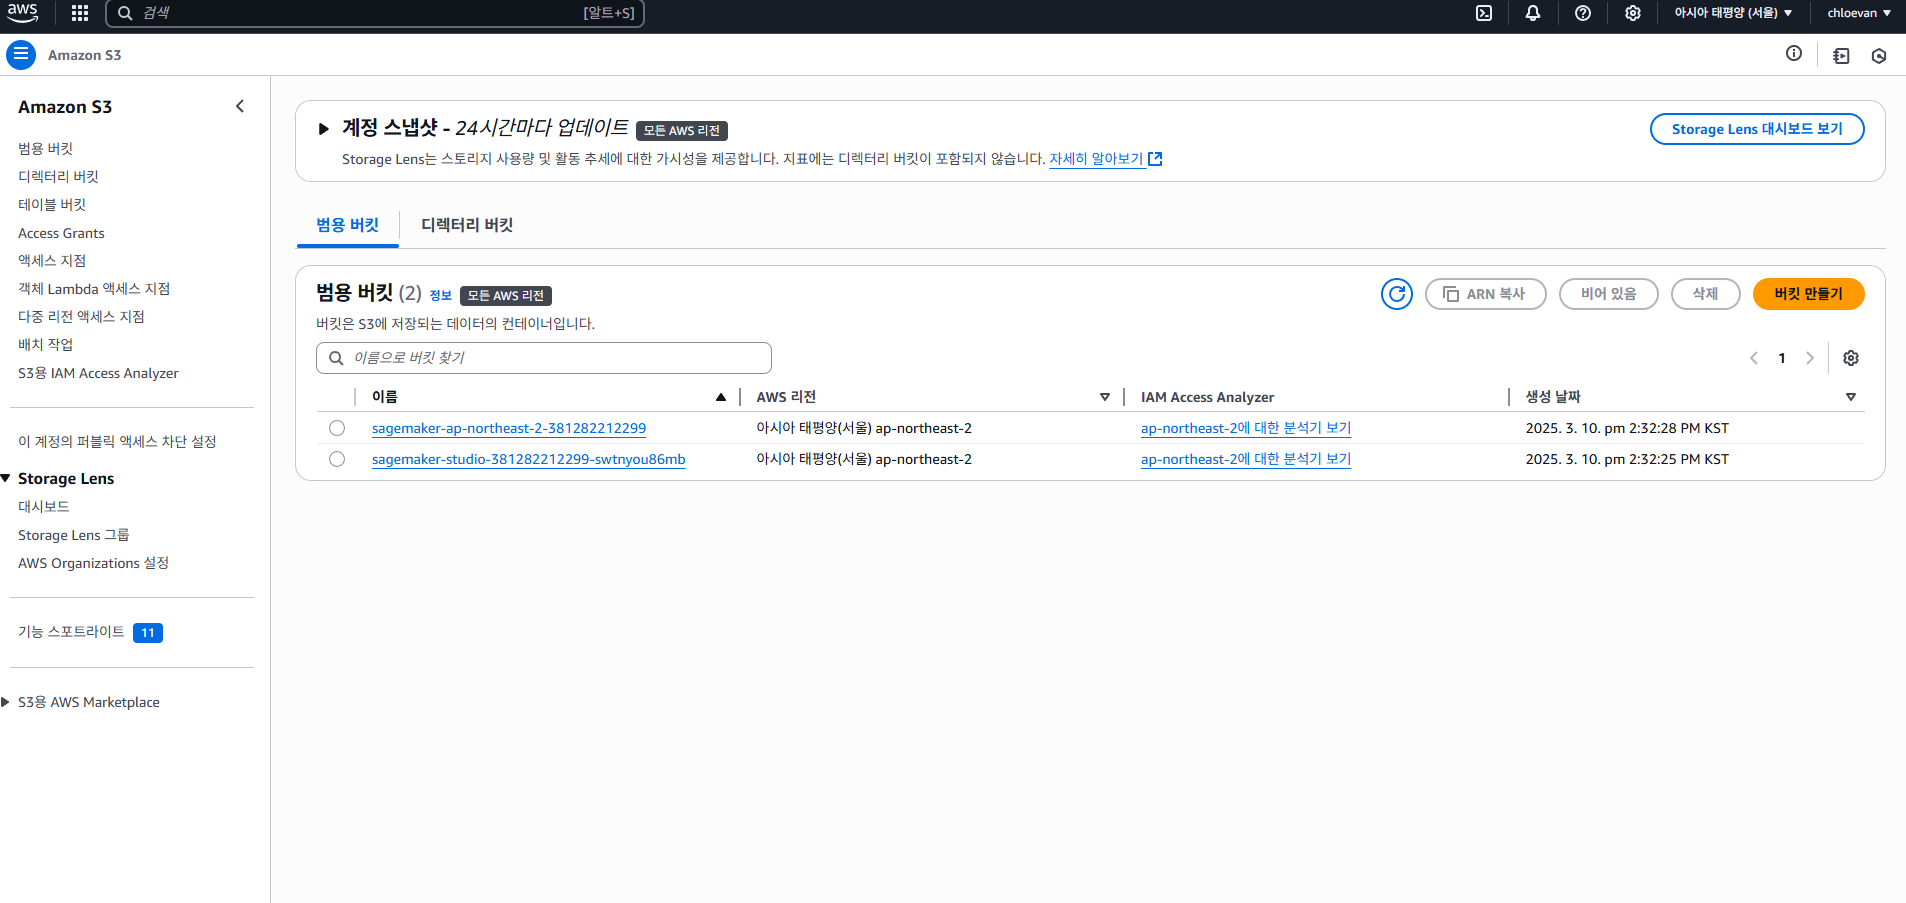 aws
검색 [알트+S]
아시아 태평양 (서울) ▼ chloevan ▼
Amazon S3
Amazon S3
범용 버킷
디렉터리 버킷
테이블 버킷
Access Grants
액세스 지점
객체 Lambda 액세스 지점
다중 리전 액세스 지점
배치 작업
S3용 IAM Access Analyzer
이 계정의 퍼블릭 액세스 차단 설정
Storage Lens
대시보드
Storage Lens 그룹
AWS Organizations 설정
기능 스포트라이트 11
S3용 AWS Marketplace
계정 스냅샷 - 24시간마다 업데이트 모든 AWS 리전
Storage Lens 대시보드 보기
Storage Lens는 스토리지 사용량 및 활동 추세에 대한 가시성을 제공합니다. 지표에는 디렉터리 버킷이 포함되지 않습니다. 자세히 알아보기
범용 버킷 디렉터리 버킷
범용 버킷 (2) 정보 모든 AWS 리전
ARN 복사 비어 있음 삭제 버킷 만들기
버킷은 S3에 저장되는 데이터의 컨테이너입니다.
이름으로 버킷 찾기
1
이름 AWS 리전 IAM Access Analyzer 생성 날짜
sagemaker-ap-northeast-2-381282212299 아시아 태평양(서울) ap-northeast-2 ap-northeast-2에 대한 분석기 보기 2025. 3. 10. pm 2:32:28 PM KST
sagemaker-studio-381282212299-swtnyou86mb 아시아 태평양(서울) ap-northeast-2 ap-northeast-2에 대한 분석기 보기 2025. 3. 10. pm 2:32:25 PM KST